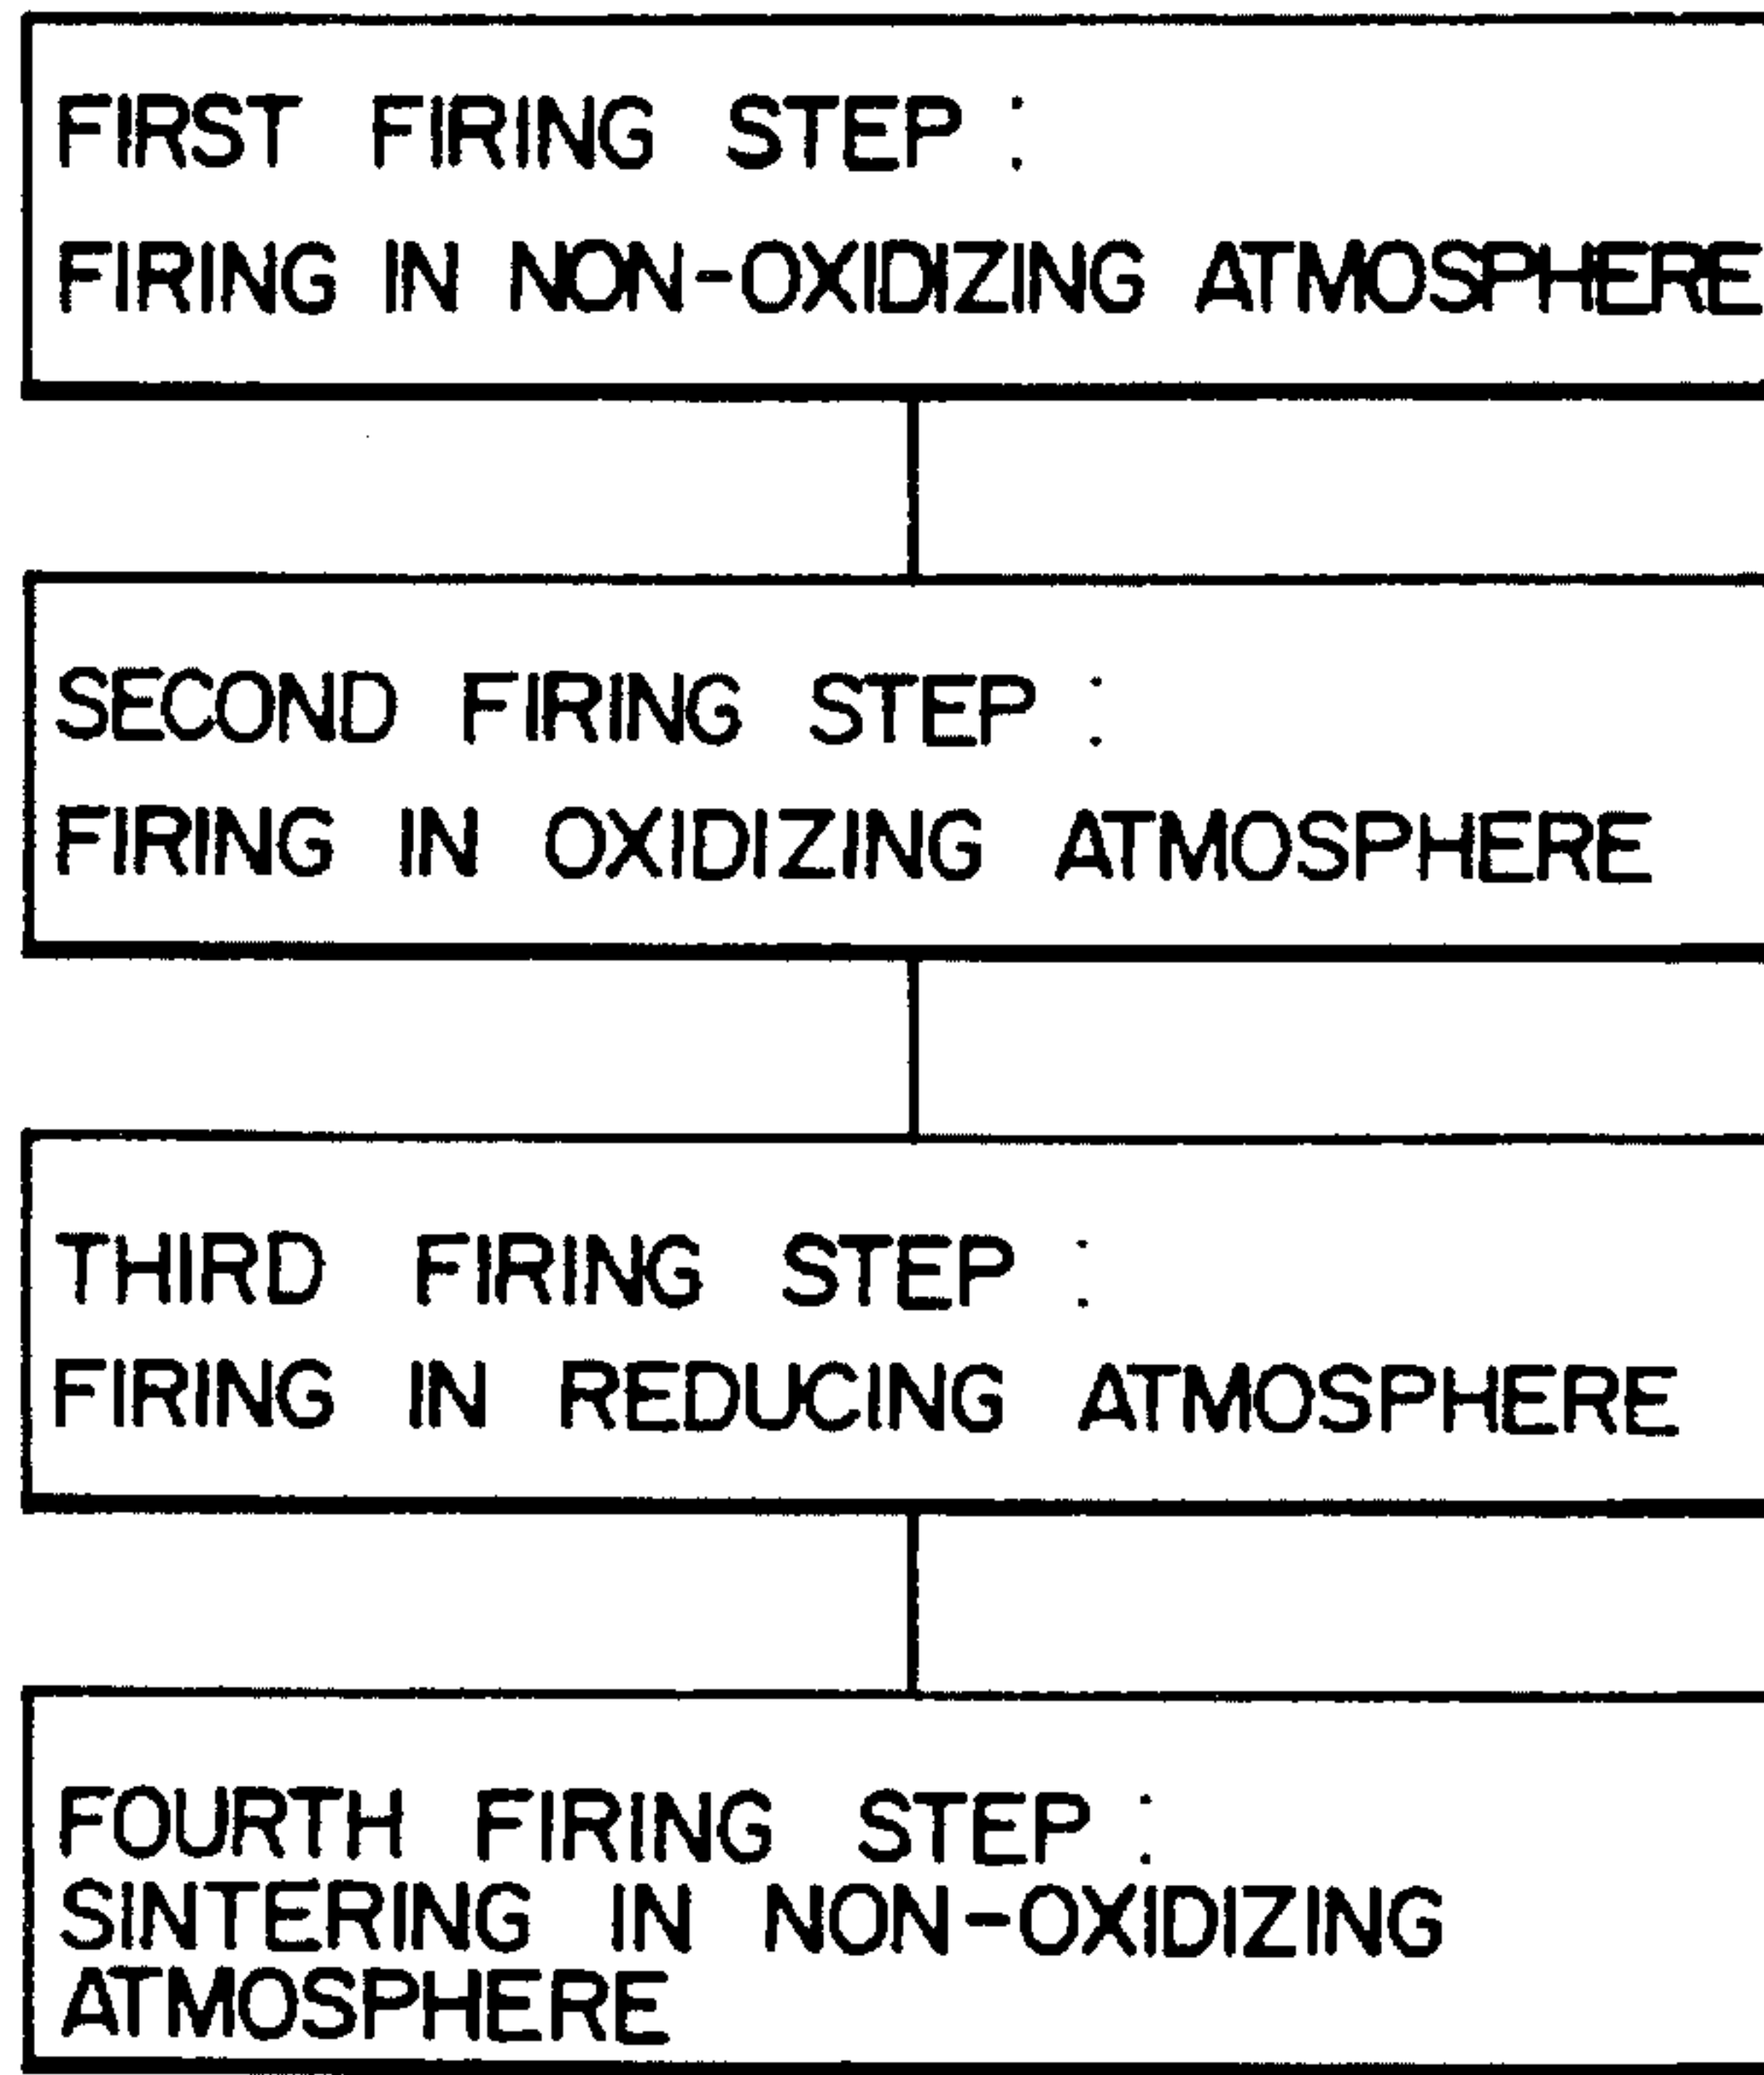 FIRST FIRING STEP :
FIRING IN NON-OXIDIZING ATMOSPHERE
SECOND FIRING STEP :
FIRING IN OXIDIZING ATMOSPHERE
THIRD FIRING STEP :
FIRING IN REDUCING ATMOSPHERE
FOURTH FIRING STEP :
SINTERING IN NON-OXIDIZING
ATMOSPHERE